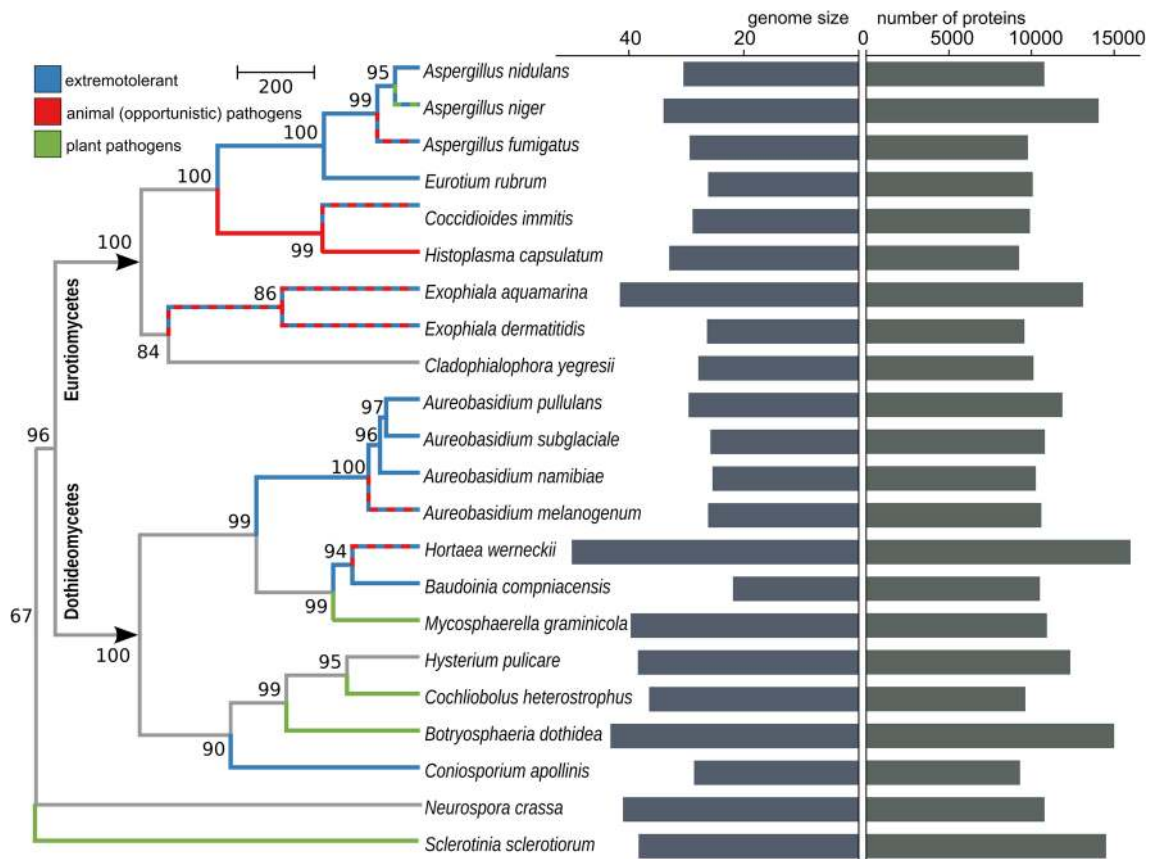 genome size number of proteins
40 20 0 0 5000 10000 15000
extremotolerant
animal (opportunistic) pathogens
plant pathogens
200
Aspergillus nidulans
95
Aspergillus niger
99
Aspergillus fumigatus
100
Eurotium rubrum
100
Coccidioides immitis
99
Histoplasma capsulatum
100
Eurotiomycetes
Exophiala aquamarina
86
Exophiala dermatitidis
84
Cladophialophora yegresii
Aureobasidium pullulans
97
96
Aureobasidium subglaciale
96
Aureobasidium namibiae
100
Aureobasidium melanogenum
99
Dothideomycetes
Hortaea werneckii
94
Baudoinia compniacensis
99
Mycosphaerella graminicola
67
100
Hysterium pulicare
95
Cochliobolus heterostrophus
99
Botryosphaeria dothidea
90
Coniosporium apollinis
Neurospora crassa
Sclerotinia sclerotiorum